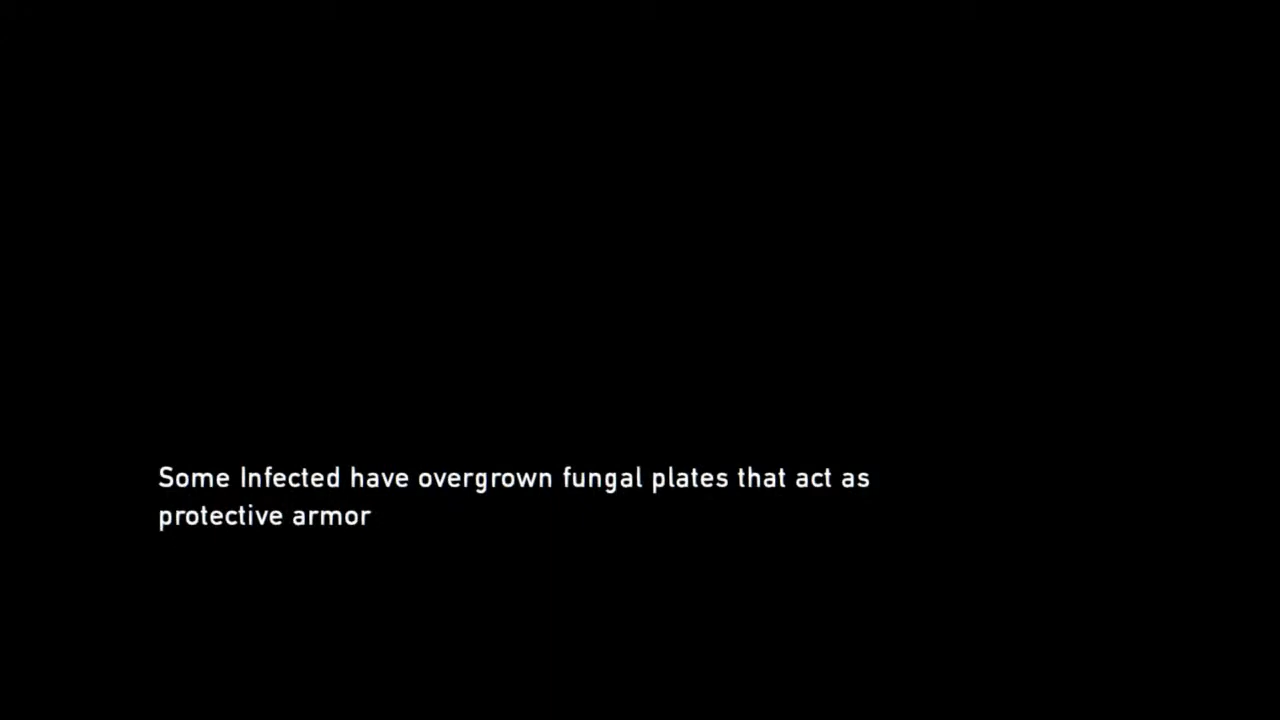 Some Infected have overgrown fungal plates that act as
protective armor